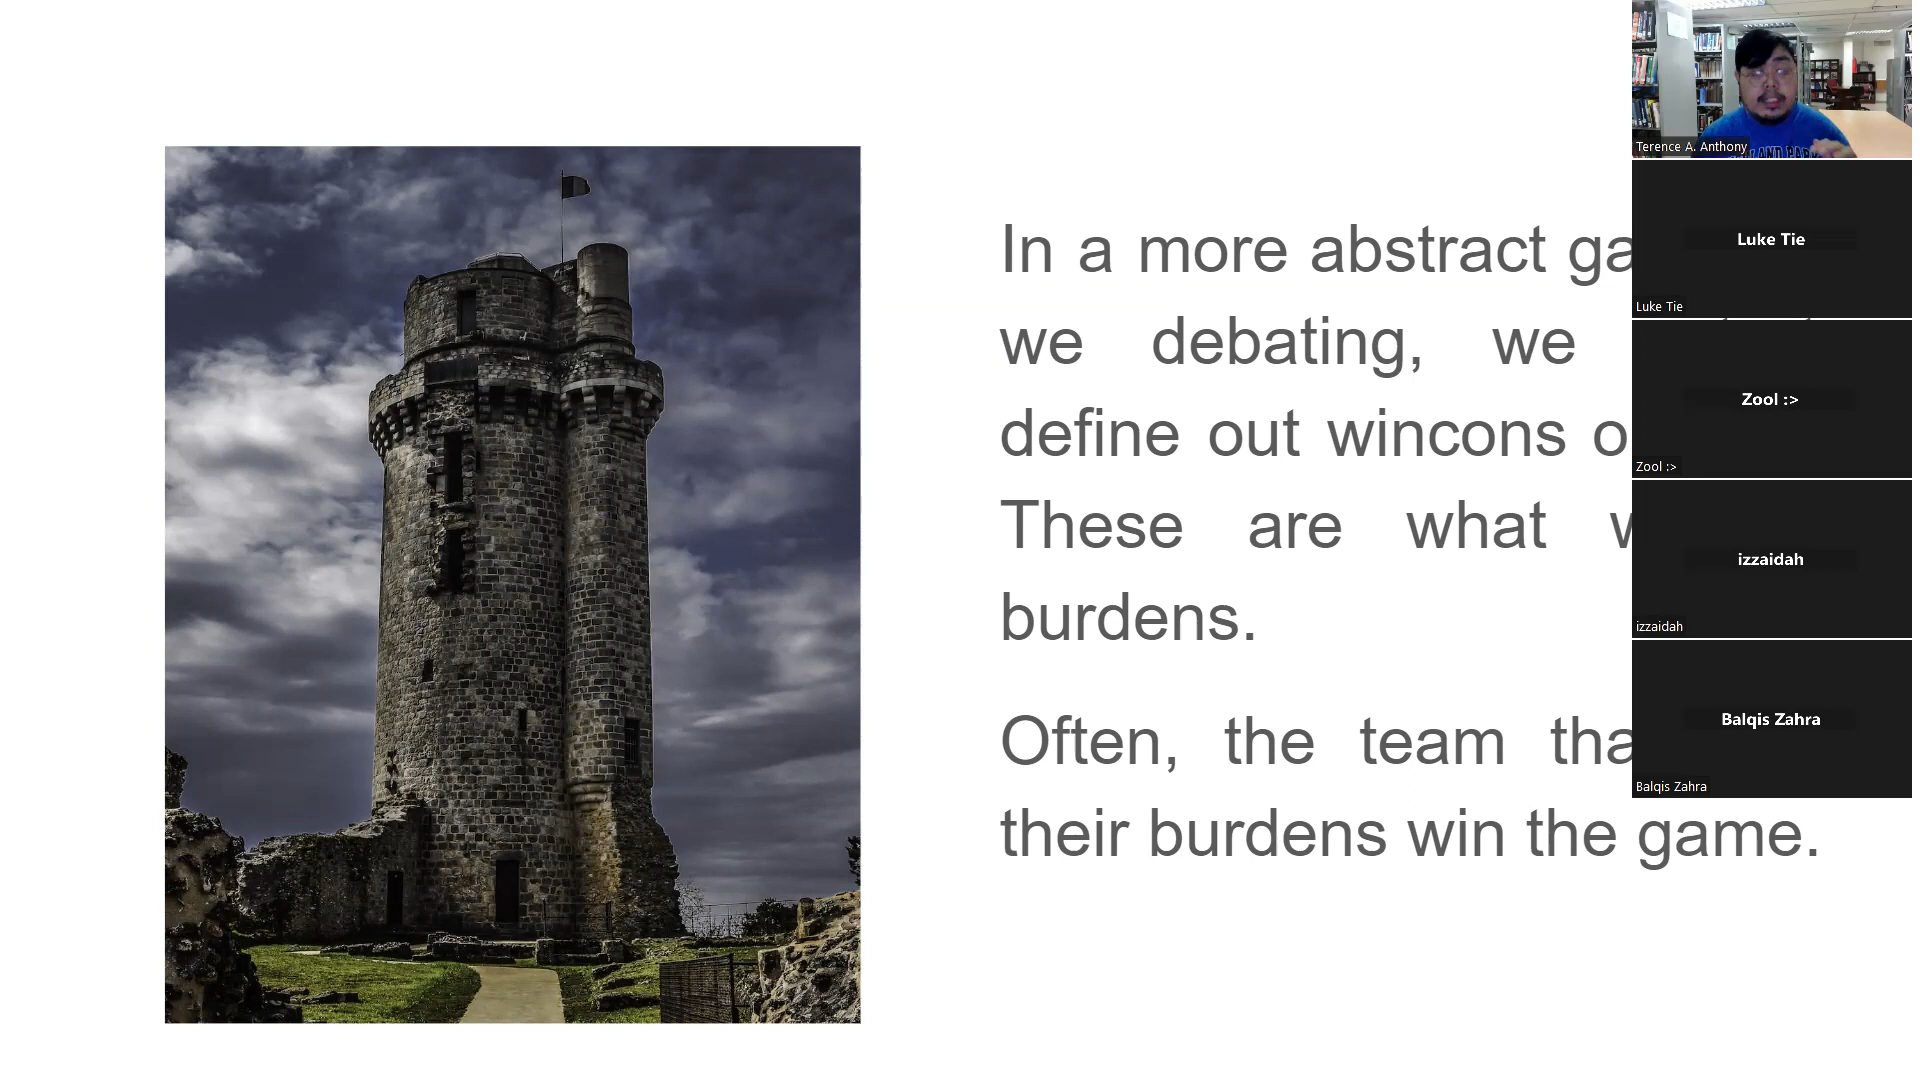 In a more abstract ga
we debating, we
define out wincons o
These are what w
burdens.
Often, the team tha
their burdens win the game.
Terence A. Anthony
Luke Tie
Luke Tie
Zool :>
Zool :>
izzaidah
izzaidah
Balqis Zahra
Balqis Zahra